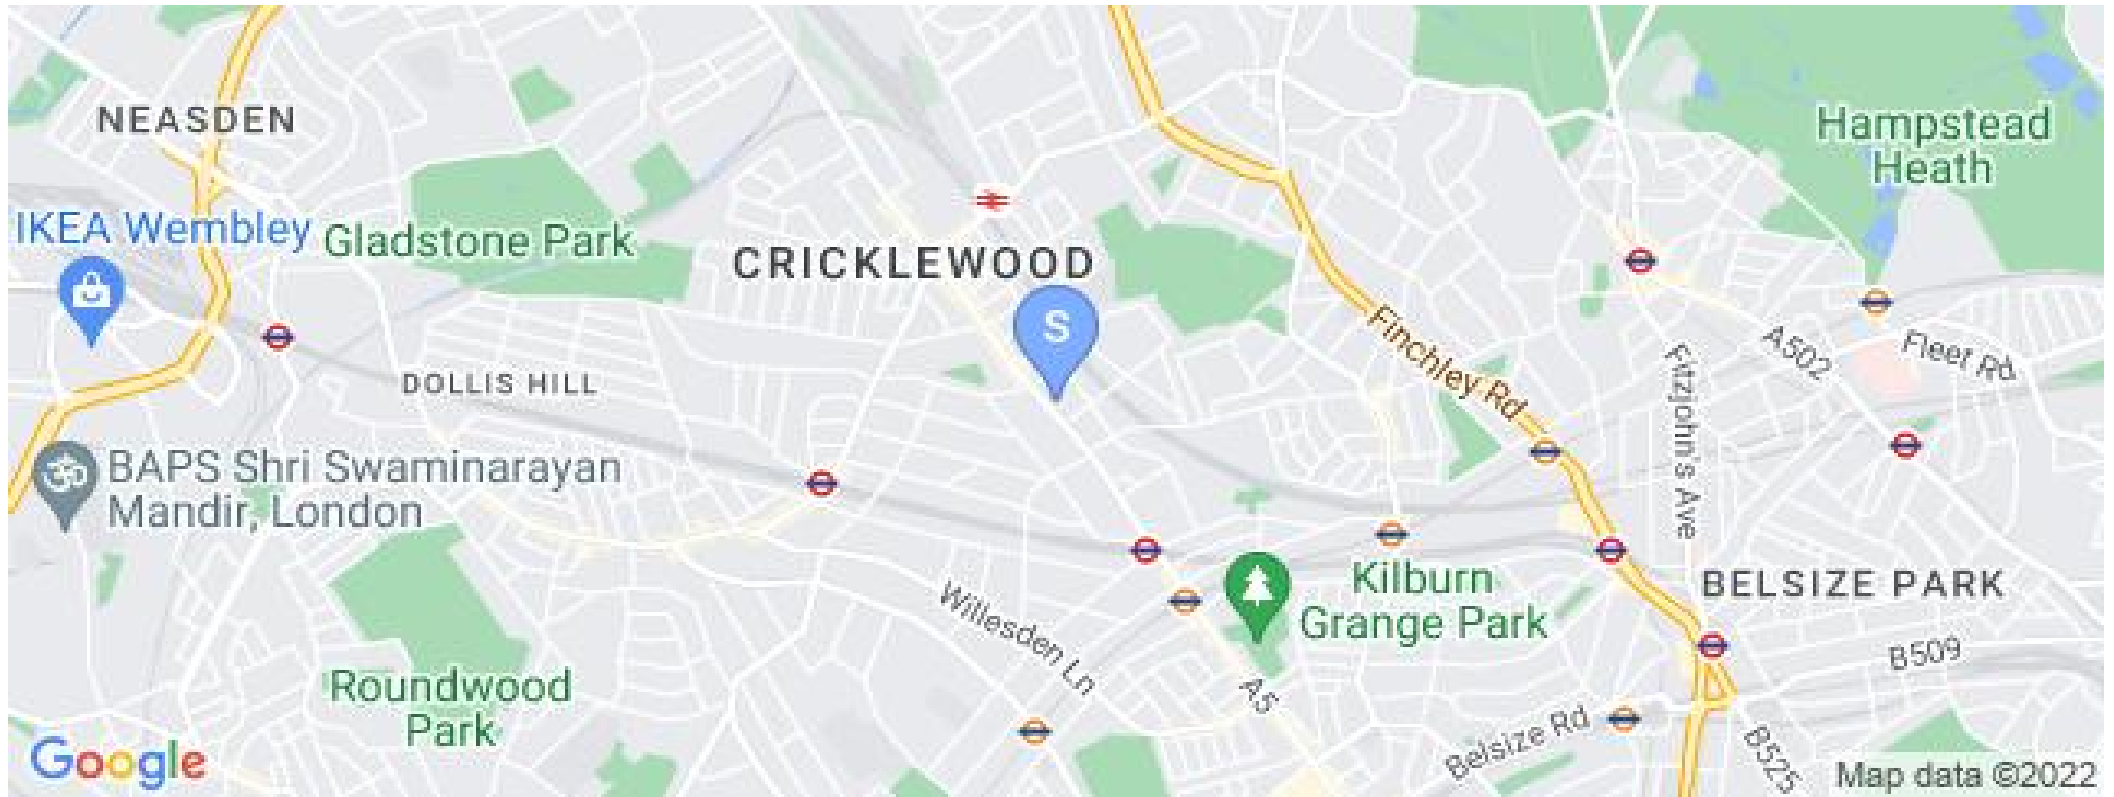 NEASDEN
Hampstead
Heath
IKEA Wembley
Gladstone Park
CRICKLEWOOD
S
Finchley Rd
A502
Fleet Rd
Fitzjohn's Ave
DOLLIS HILL
BAPS Shri Swaminarayan
Mandir, London
ॐ
Kilburn
Grange Park
BELSIZE PARK
Willesden Ln
A5
B509
Roundwood
Park
Belsize Rd
B525
Google
Map data ©2022